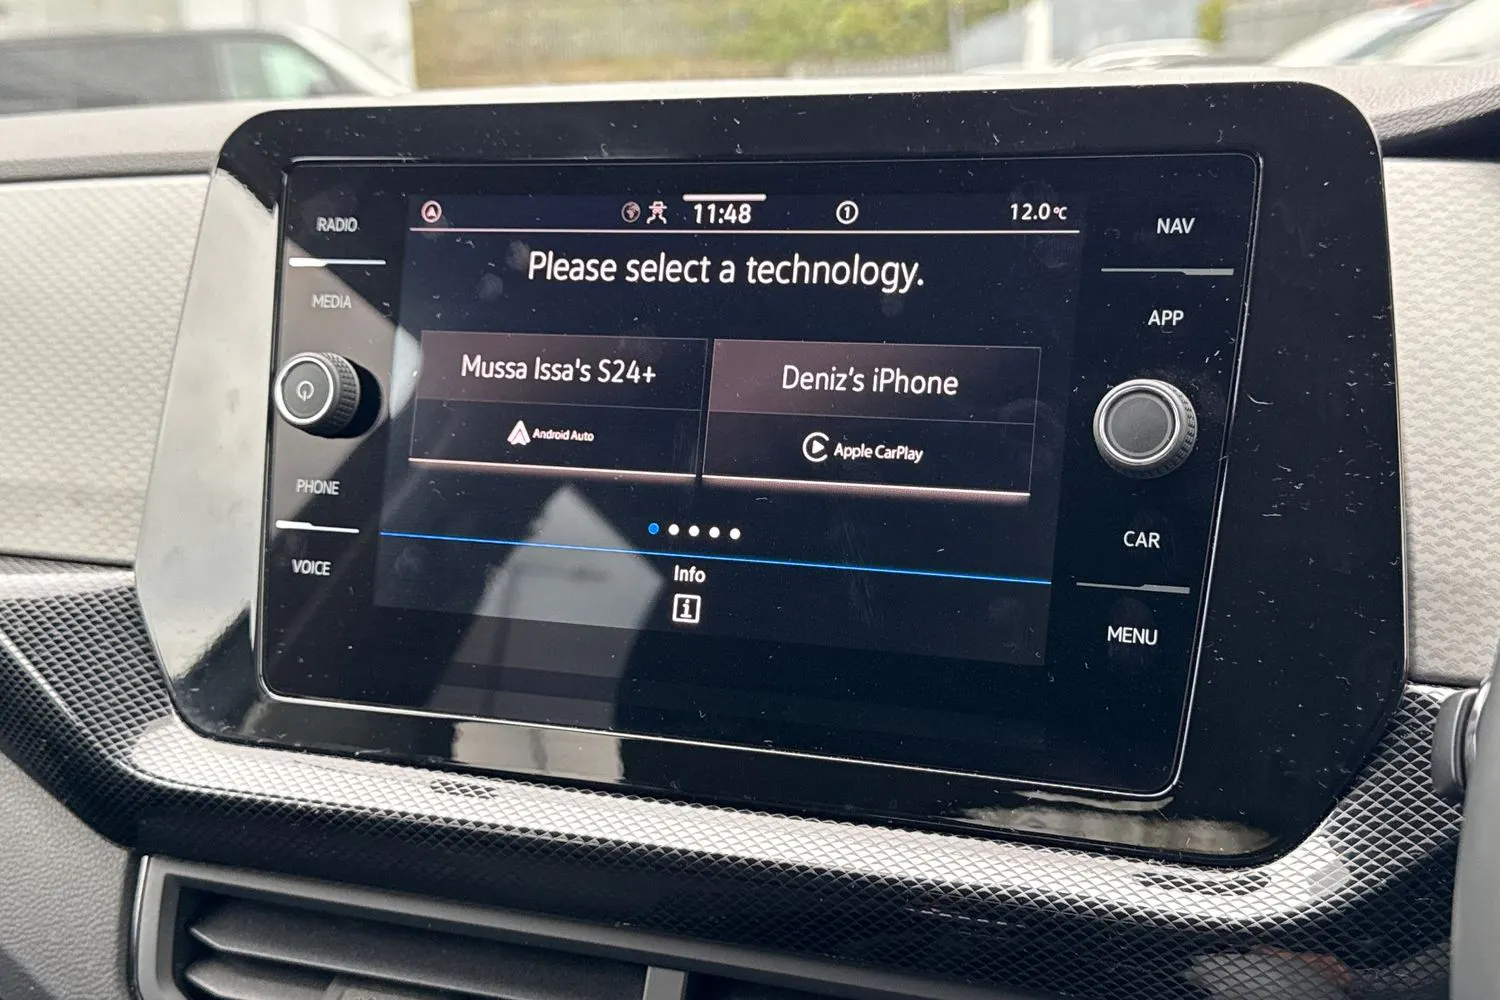 RADIO
MEDIA
PHONE
VOICE
11:48
1
12.0°C
Please select a technology.
Mussa Issa's S24+
Android Auto
Deniz's iPhone
Apple CarPlay
Info
i
NAV
APP
CAR
MENU